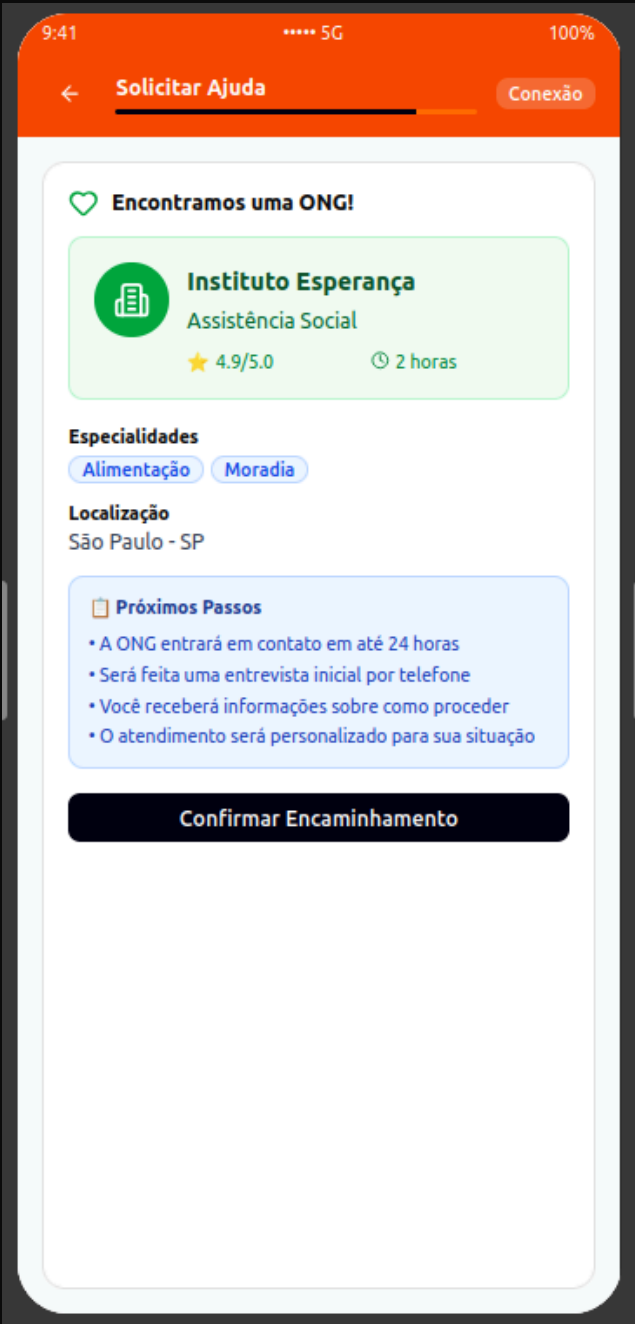 9:41 ••••• 5G 100%
Solicitar Ajuda
Conexão
Encontramos uma ONG!
Instituto Esperança
Assistência Social
⭐ 4.9/5.0 2 horas
Especialidades
Alimentação Moradia
Localização
São Paulo - SP
📋 Próximos Passos
• A ONG entrará em contato em até 24 horas
• Será feita uma entrevista inicial por telefone
• Você receberá informações sobre como proceder
• O atendimento será personalizado para sua situação
Confirmar Encaminhamento